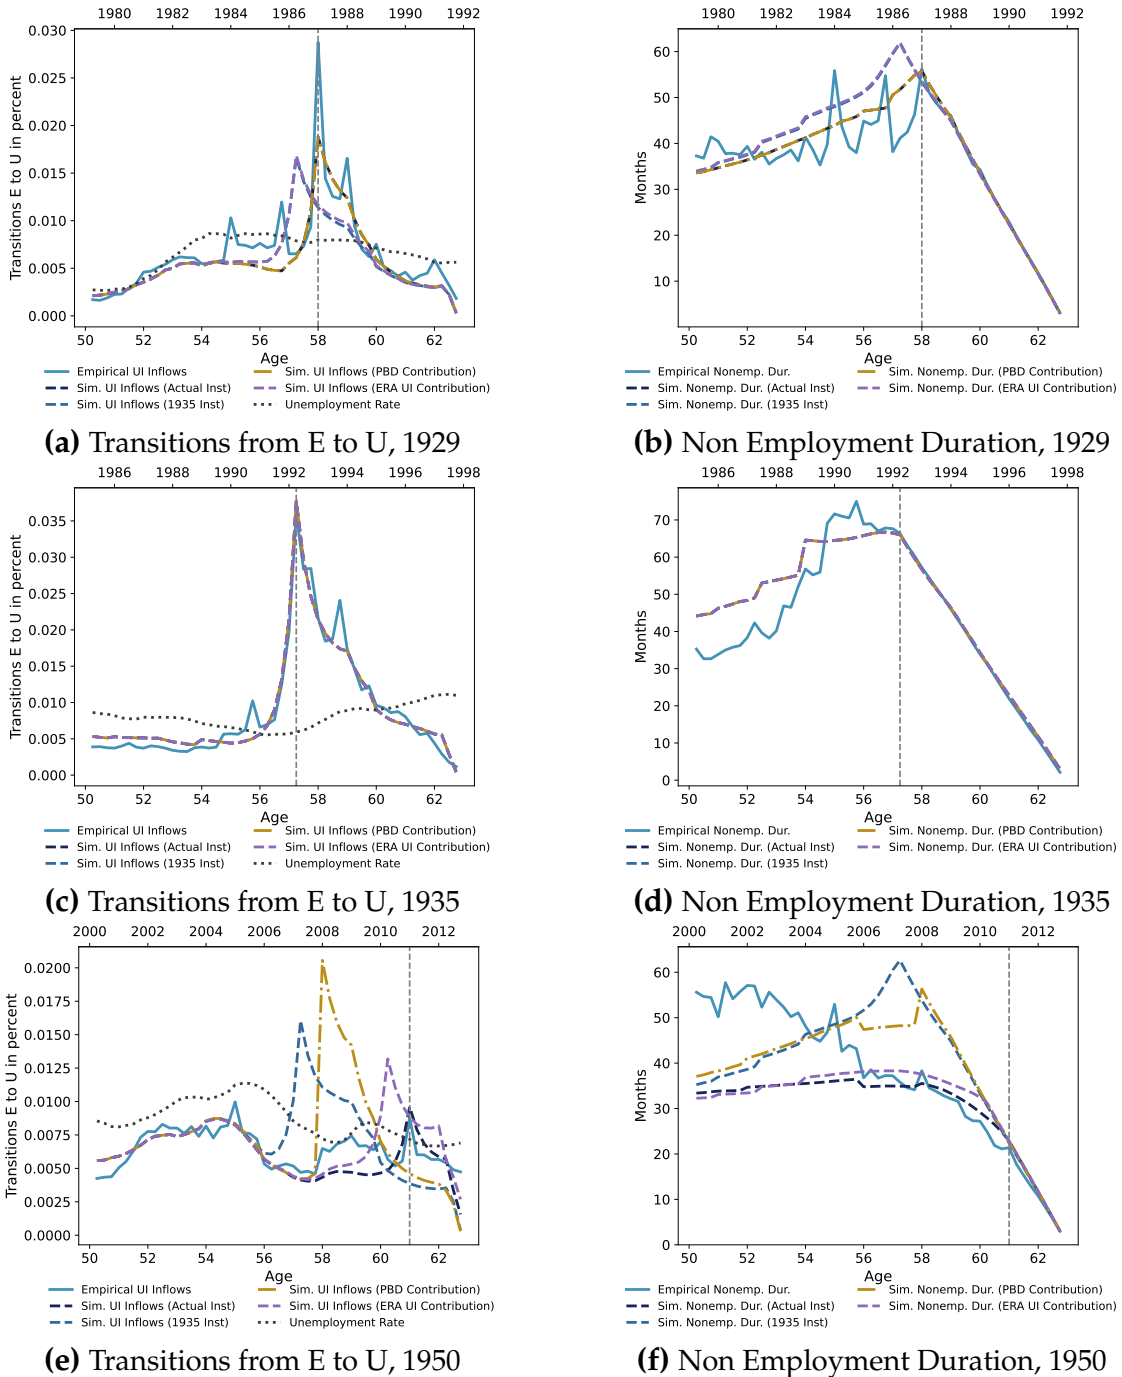 1980 1982 1984 1986 1988 1990 1992
0.030
0.025
0.020
0.015
0.010
0.005
0.000
Transitions E to U in percent
50 52 54 56 58 60 62
Age
Empirical UI Inflows
Sim. UI Inflows (Actual Inst)
Sim. UI Inflows (1935 Inst)
Sim. UI Inflows (PBD Contribution)
Sim. UI Inflows (ERA UI Contribution)
Unemployment Rate
(a) Transitions from E to U, 1929
1980 1982 1984 1986 1988 1990 1992
60
50
40
30
20
10
Months
50 52 54 56 58 60 62
Age
Empirical Nonemp. Dur.
Sim. Nonemp. Dur. (Actual Inst)
Sim. Nonemp. Dur. (1935 Inst)
Sim. Nonemp. Dur. (PBD Contribution)
Sim. Nonemp. Dur. (ERA UI Contribution)
(b) Non Employment Duration, 1929
1986 1988 1990 1992 1994 1996 1998
0.035
0.030
0.025
0.020
0.015
0.010
0.005
0.000
Transitions E to U in percent
50 52 54 56 58 60 62
Age
Empirical UI Inflows
Sim. UI Inflows (Actual Inst)
Sim. UI Inflows (1935 Inst)
Sim. UI Inflows (PBD Contribution)
Sim. UI Inflows (ERA UI Contribution)
Unemployment Rate
(c) Transitions from E to U, 1935
1986 1988 1990 1992 1994 1996 1998
70
60
50
40
30
20
10
0
Months
50 52 54 56 58 60 62
Age
Empirical Nonemp. Dur.
Sim. Nonemp. Dur. (Actual Inst)
Sim. Nonemp. Dur. (1935 Inst)
Sim. Nonemp. Dur. (PBD Contribution)
Sim. Nonemp. Dur. (ERA UI Contribution)
(d) Non Employment Duration, 1935
2000 2002 2004 2006 2008 2010 2012
0.0200
0.0175
0.0150
0.0125
0.0100
0.0075
0.0050
0.0025
0.0000
Transitions E to U in percent
50 52 54 56 58 60 62
Age
Empirical UI Inflows
Sim. UI Inflows (Actual Inst)
Sim. UI Inflows (1935 Inst)
Sim. UI Inflows (PBD Contribution)
Sim. UI Inflows (ERA UI Contribution)
Unemployment Rate
(e) Transitions from E to U, 1950
2000 2002 2004 2006 2008 2010 2012
60
50
40
30
20
10
0
Months
50 52 54 56 58 60 62
Age
Empirical Nonemp. Dur.
Sim. Nonemp. Dur. (Actual Inst)
Sim. Nonemp. Dur. (1935 Inst)
Sim. Nonemp. Dur. (PBD Contribution)
Sim. Nonemp. Dur. (ERA UI Contribution)
(f) Non Employment Duration, 1950